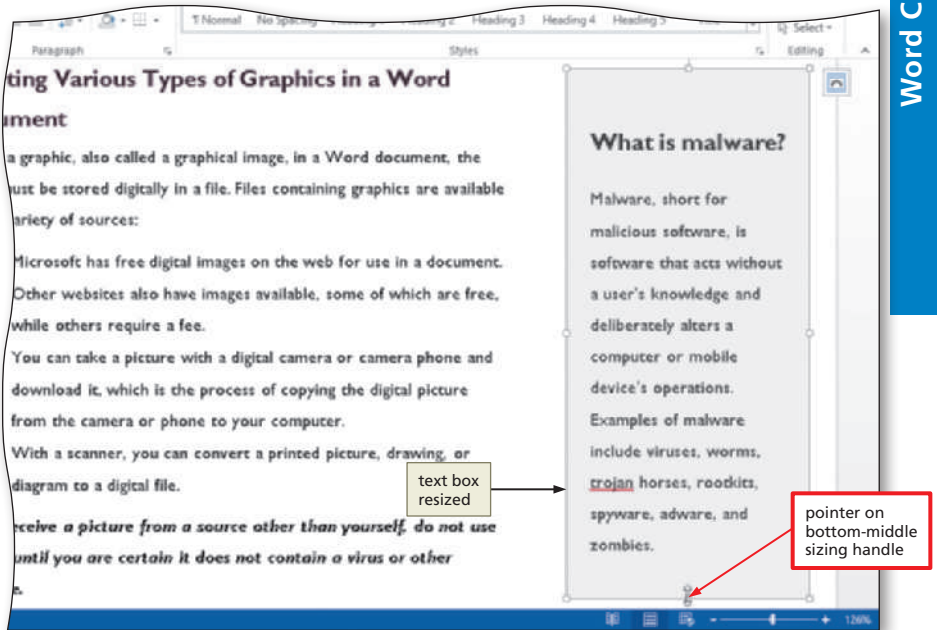 Word C
Select
Paragraph
Styles
Editing
¶ Normal No Spacing Heading 3 Heading 4 Heading 5
ting Various Types of Graphics in a Word
ument
a graphic, also called a graphical image, in a Word document, the
ust be stored digitally in a file. Files containing graphics are available
ariety of sources:
Microsoft has free digital images on the web for use in a document.
Other websites also have images available, some of which are free,
while others require a fee.
You can take a picture with a digital camera or camera phone and
download it, which is the process of copying the digital picture
from the camera or phone to your computer.
With a scanner, you can convert a printed picture, drawing, or
diagram to a digital file.
eceive a picture from a source other than yourself, do not use
until you are certain it does not contain a virus or other
e.
What is malware?
Malware, short for
malicious software, is
software that acts without
a user's knowledge and
deliberately alters a
computer or mobile
device's operations.
Examples of malware
include viruses, worms,
trojan horses, rootkits,
spyware, adware, and
zombies.
text box
resized
pointer on
bottom-middle
sizing handle
126%